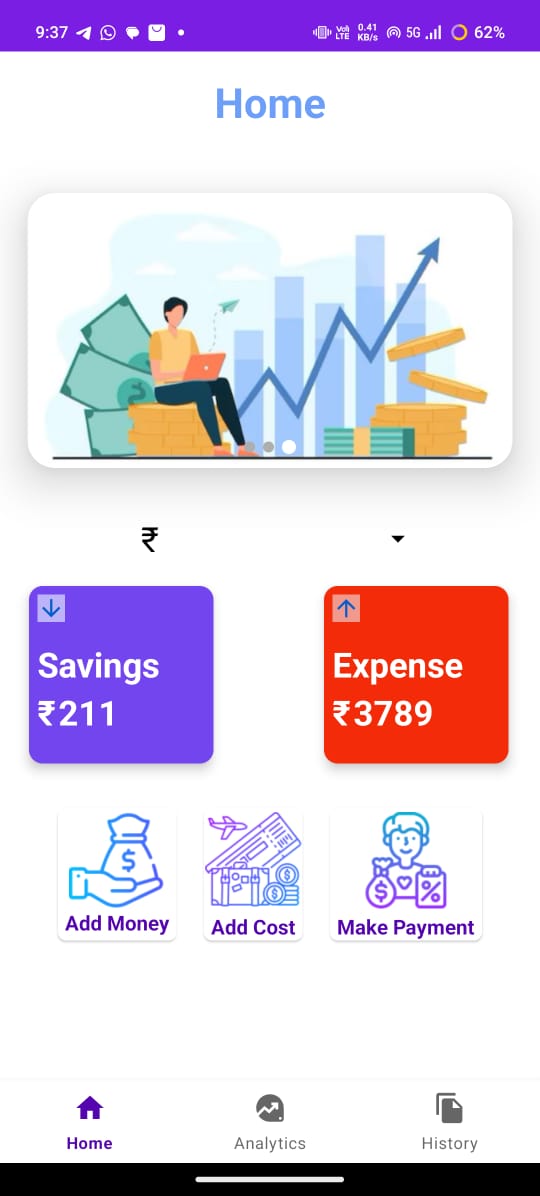 9:37 Voꟾ) LTE 0.41 KB/s 5G 62%
Home
₹
Savings
₹211
Expense
₹3789
Add Money
Add Cost
Make Payment
Home
Analytics
History